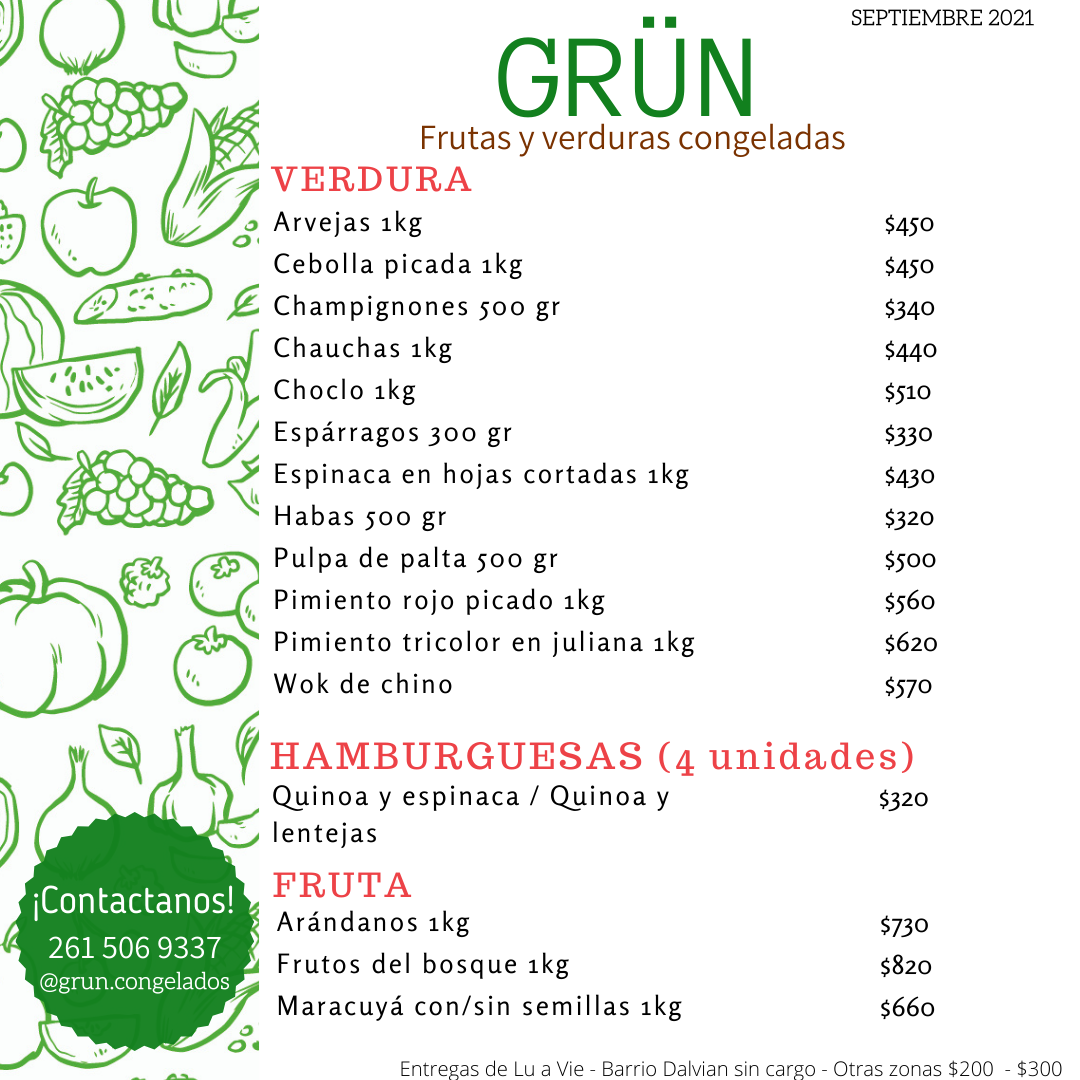 SEPTIEMBRE 2021
GRÜN
Frutas y verduras congeladas
VERDURA
Arvejas 1kg $450
Cebolla picada 1kg $450
Champignones 500 gr $340
Chauchas 1kg $440
Choclo 1kg $510
Espárragos 300 gr $330
Espinaca en hojas cortadas 1kg $430
Habas 500 gr $320
Pulpa de palta 500 gr $500
Pimiento rojo picado 1kg $560
Pimiento tricolor en juliana 1kg $620
Wok de chino $570
HAMBURGUESAS (4 unidades)
Quinoa y espinaca / Quinoa y $320
lentejas
FRUTA
Arándanos 1kg $730
Frutos del bosque 1kg $820
Maracuyá con/sin semillas 1kg $660
¡Contactanos!
261 506 9337
@grun.congelados
Entregas de Lu a Vie - Barrio Dalvian sin cargo - Otras zonas $200 - $300